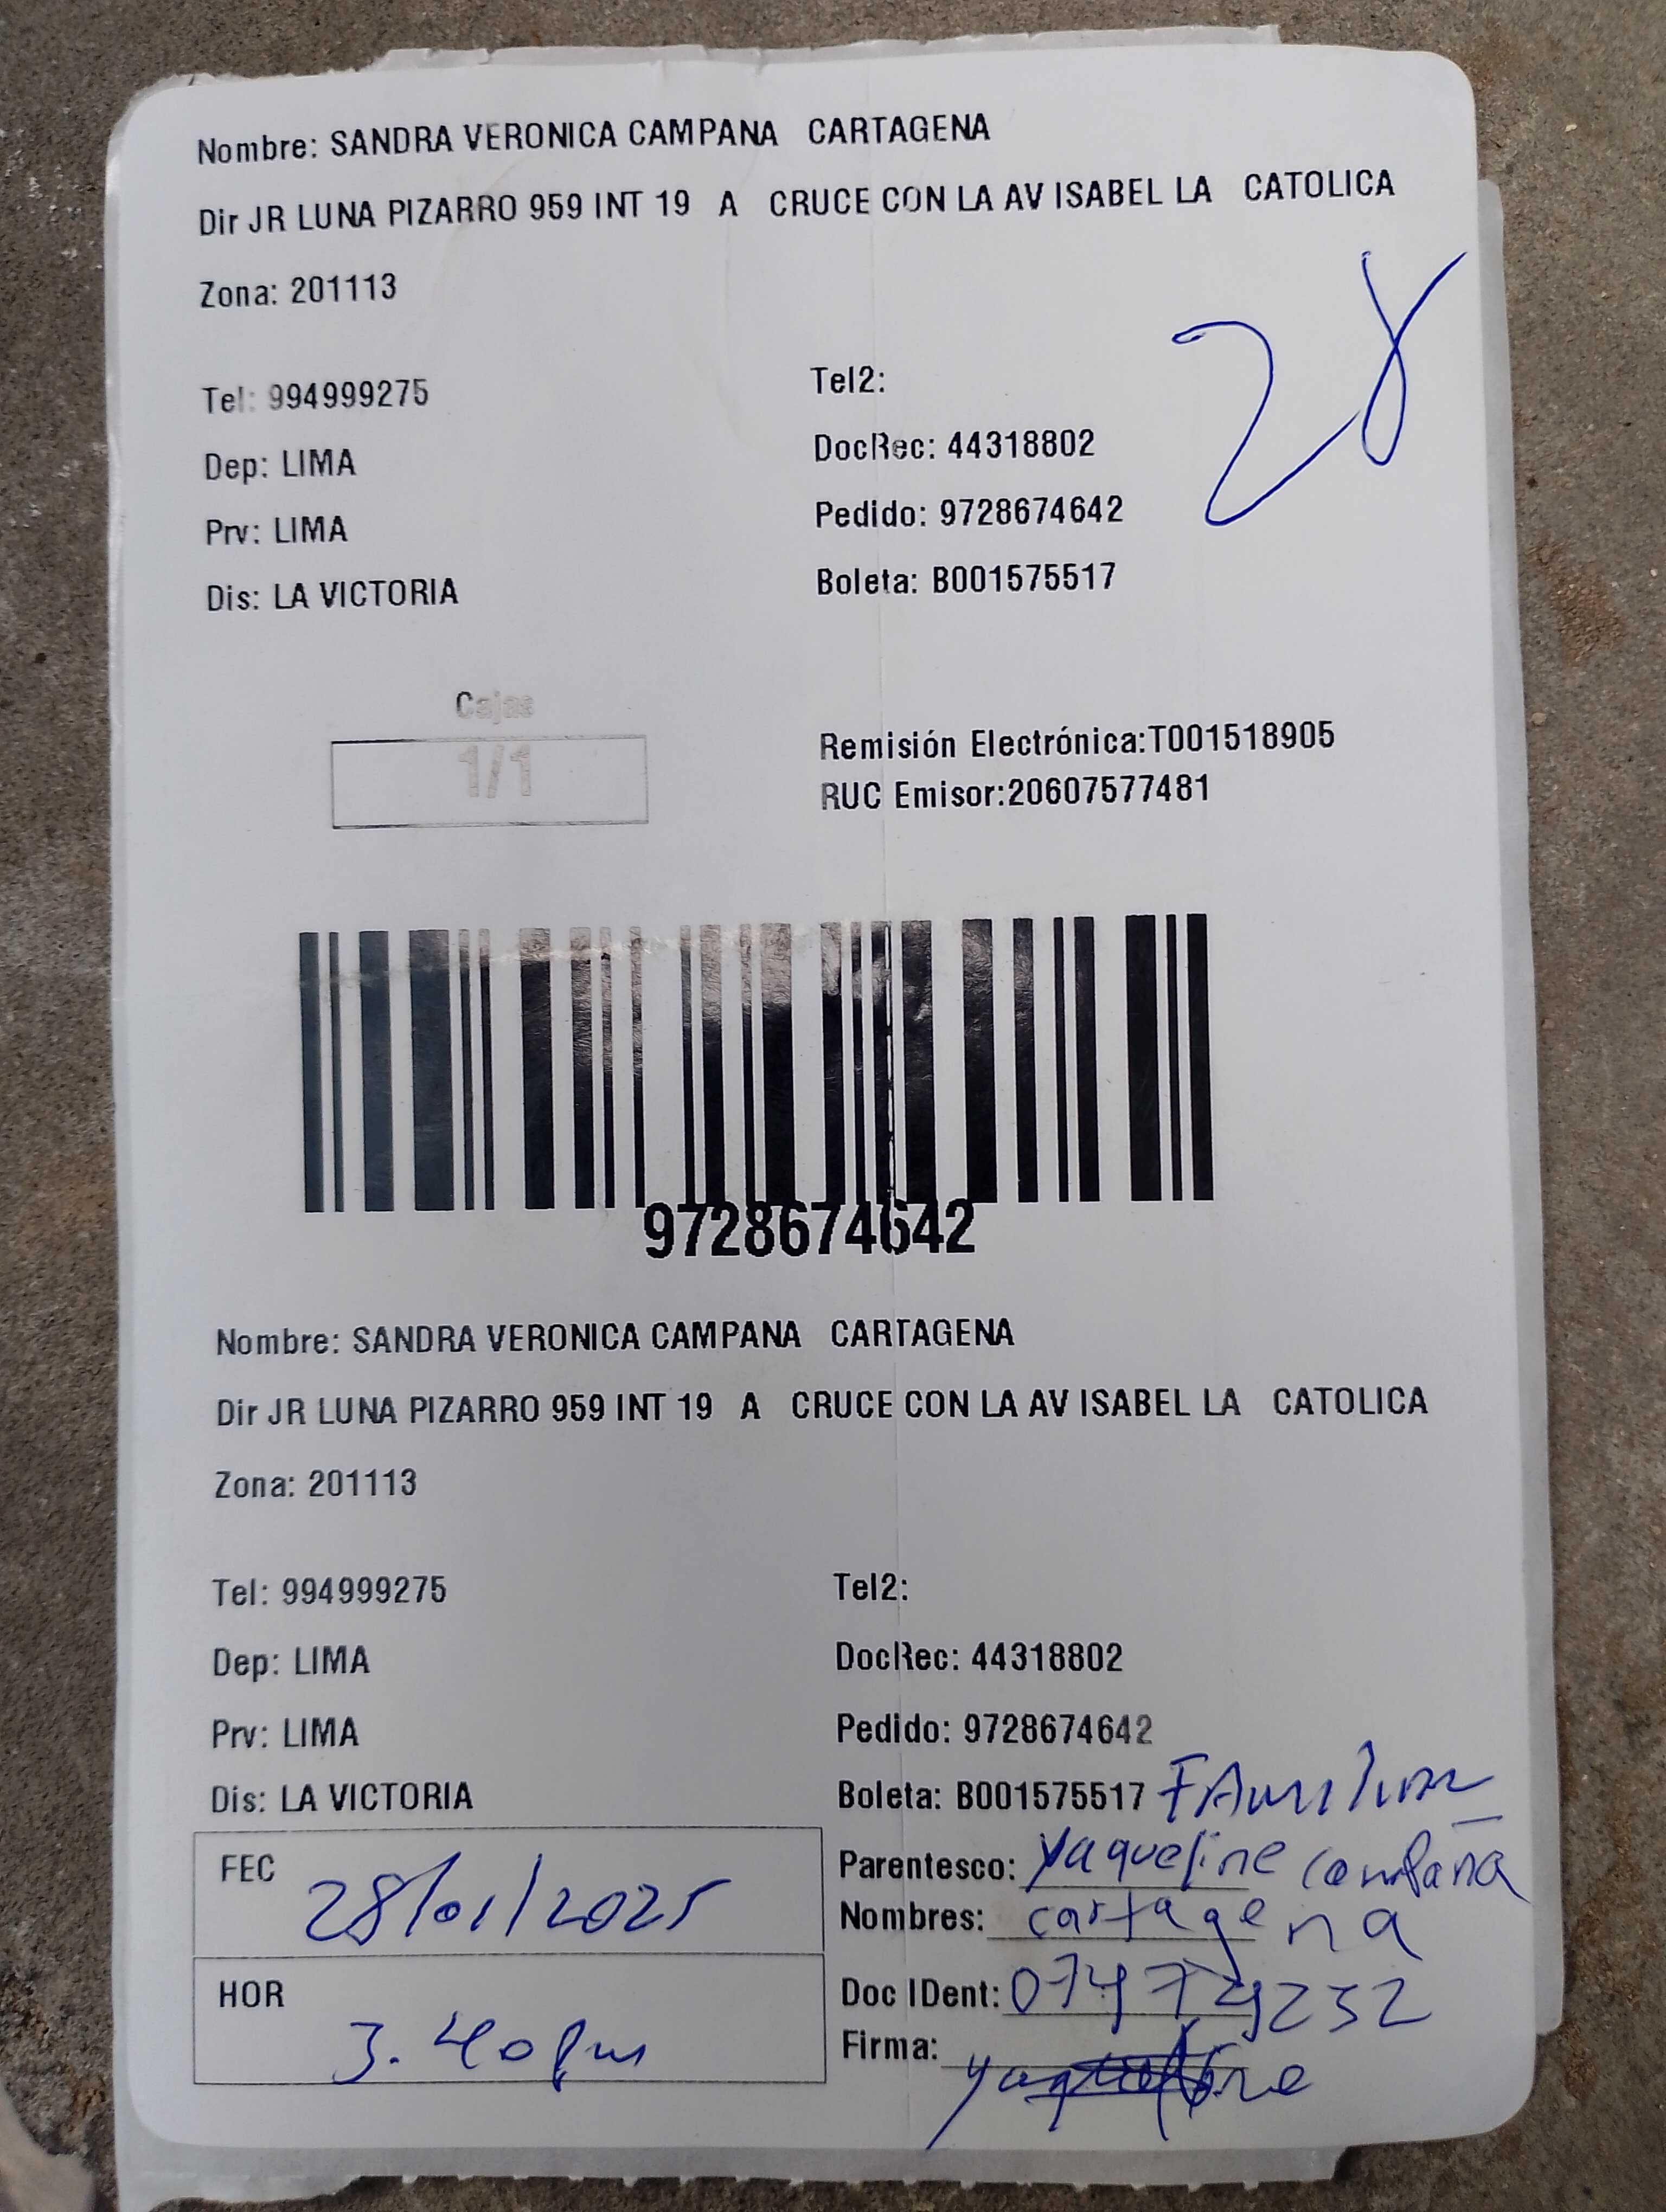 Nombre: SANDRA VERONICA CAMPANA CARTAGENA
Dir JR LUNA PIZARRO 959 INT 19 A CRUCE CON LA AV ISABEL LA CATOLICA
Zona: 201113
28
Tel: 994999275
Tel2:
Dep: LIMA
DocRec: 44318802
Prv: LIMA
Pedido: 9728674642
Dis: LA VICTORIA
Boleta: B001575517
Cajas
1/1
Remisión Electrónica:T001518905
RUC Emisor:20607577481
9728674642
Nombre: SANDRA VERONICA CAMPANA CARTAGENA
Dir JR LUNA PIZARRO 959 INT 19 A CRUCE CON LA AV ISABEL LA CATOLICA
Zona: 201113
Tel: 994999275
Tel2:
Dep: LIMA
DocRec: 44318802
Prv: LIMA
Pedido: 9728674642
Dis: LA VICTORIA
Boleta: B001575517 FAmiliar
FEC 28/01/2025
Parentesco: Yaqueline Campaña
Nombres: cartagena
HOR 3.40pm
Doc IDent:
Firma: